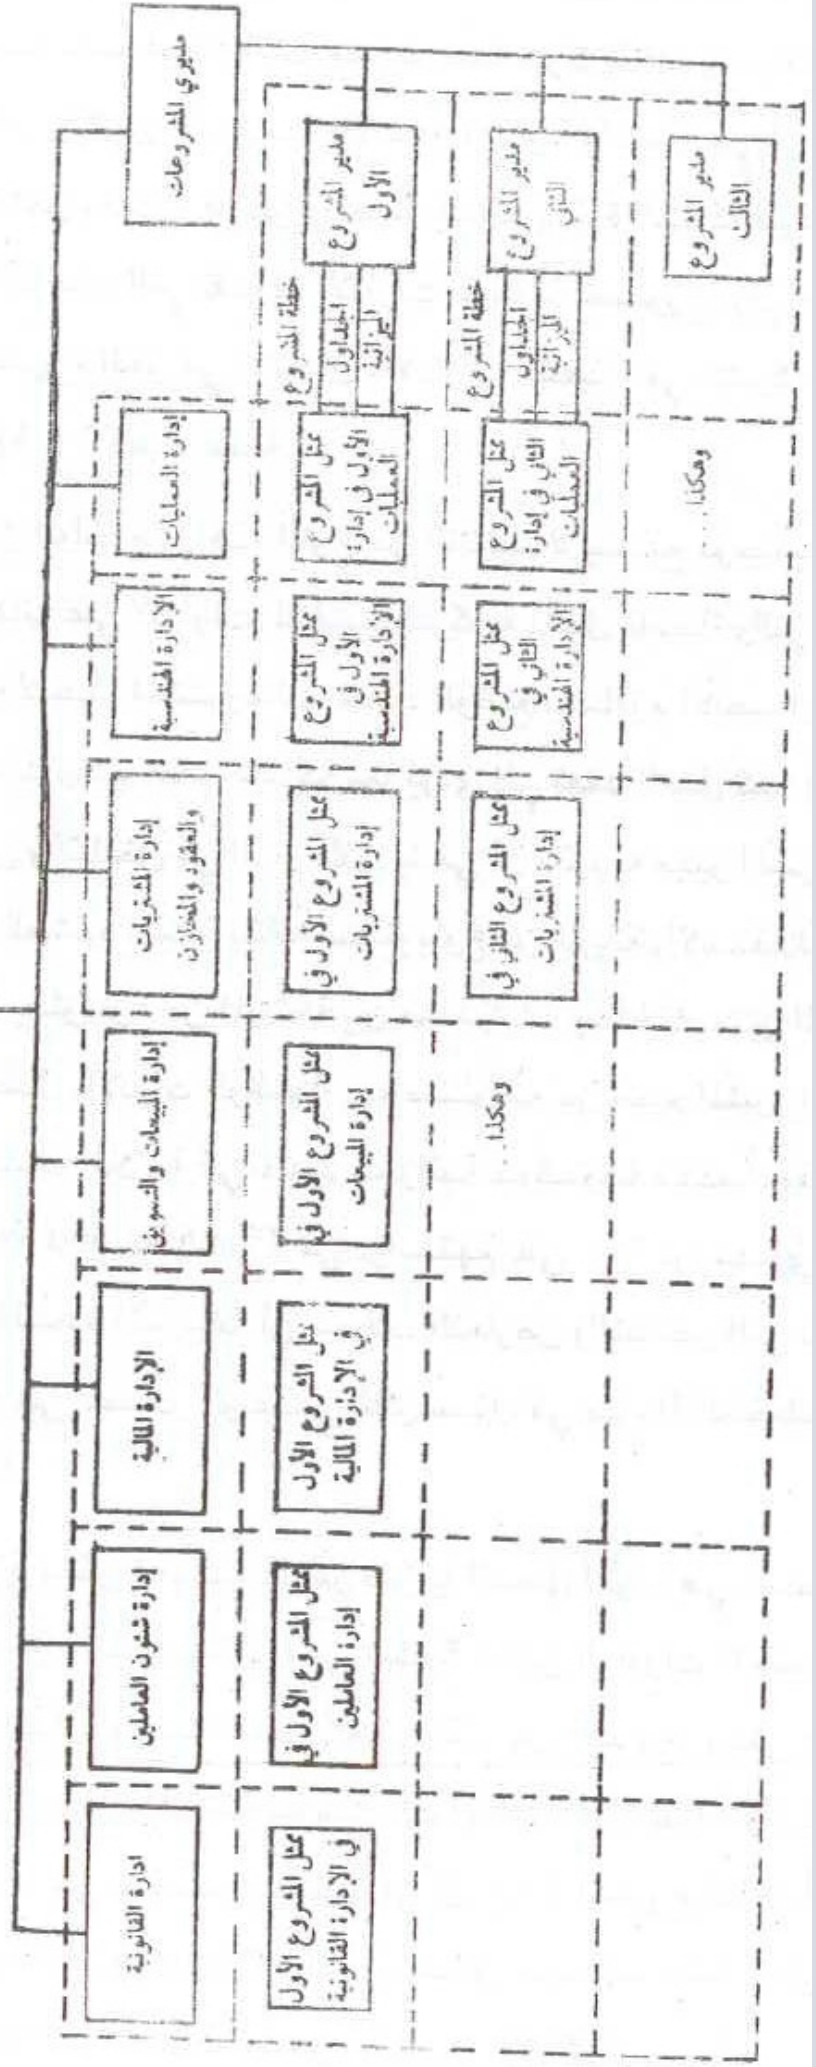 مديري المشروعات
إدارة العمليات
الإدارة الهندسية
إدارة المشتريات
والعقود والمخازن
إدارة المبيعات والتسويق
الإدارة المالية
إدارة شئون العاملين
ادارة القانونية
مدير المشروع
الأول
خطة المشروع
الجداول
الميزانية
ممثل المشروع
الأول في إدارة
العمليات
ممثل المشروع
الأول في
الإدارة الهندسية
ممثل المشروع الأول في
إدارة المشتريات
ممثل المشروع الأول في
إدارة المبيعات
ممثل المشروع الأول
في الإدارة المالية
ممثل المشروع الأول في
إدارة العاملين
ممثل المشروع الأول
في الإدارة القانونية
مدير المشروع
الثاني
خطة المشروع
الجداول
الميزانية
ممثل المشروع
الثاني في إدارة
العمليات
ممثل المشروع
الثاني في
الإدارة الهندسية
ممثل المشروع الثاني في
إدارة المشتريات
وهكذا..
مدير المشروع
الثالث
وهكذا...